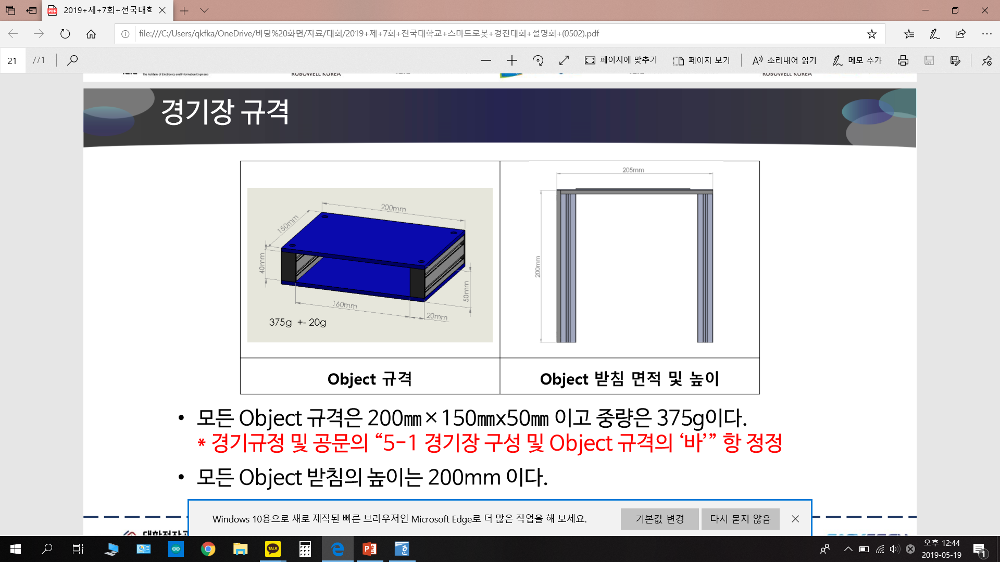 2019+제+7회+전국대학
file:///C:/Users/qkfka/OneDrive/바탕%20화면/자료/대회/2019+제+7회+전국대학교+스마트로봇+경진대회+설명회+(0502).pdf
21 /71 페이지에 맞추기 페이지 보기 소리내어 읽기 메모 추가
The Institute of Electronics and Information Engineers
ROBOWELL KOREA
ROBOWELL KOREA
경기장 규격
200mm
150mm
40mm
50mm
160mm
20mm
375g +- 20g
205mm
200mm
Object 규격
Object 받침 면적 및 높이
• 모든 Object 규격은 200㎜×150㎜x50㎜ 이고 중량은 375g이다.
* 경기규정 및 공문의 “5-1 경기장 구성 및 Object 규격의 ‘바’” 항 정정
• 모든 Object 받침의 높이는 200mm 이다.
Windows 10용으로 새로 제작된 빠른 브라우저인 Microsoft Edge로 더 많은 작업을 해 보세요. 기본값 변경 다시 묻지 않음
TALK
오후 12:44
2019-05-19
1